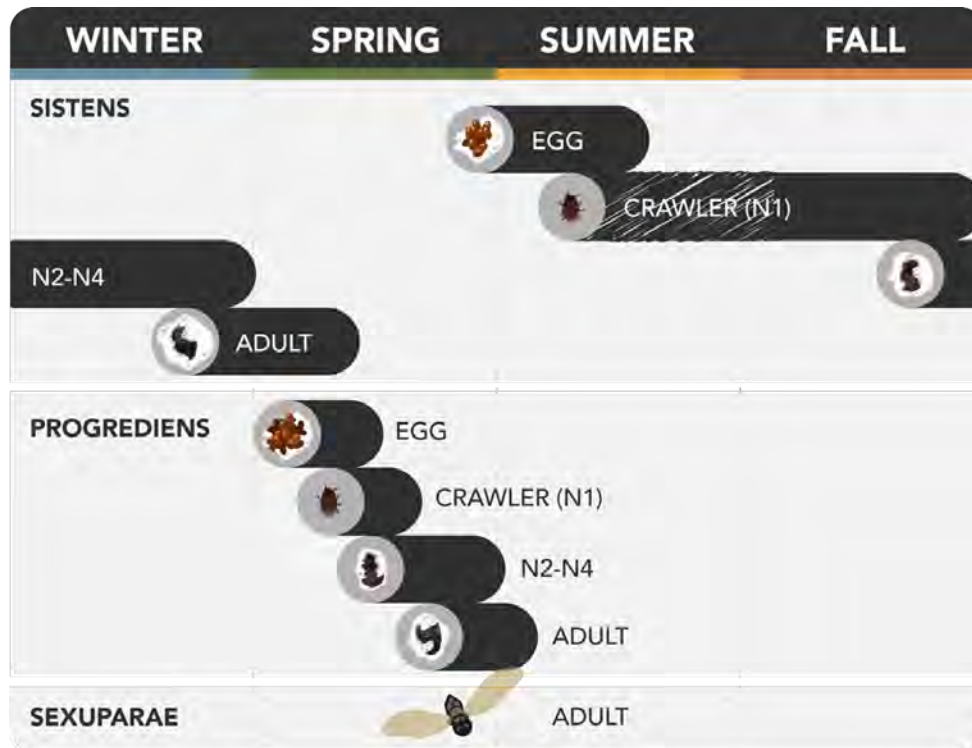 WINTER SPRING SUMMER FALL
SISTENS
EGG
CRAWLER (N1)
N2-N4
ADULT
PROGREDIENS
EGG
CRAWLER (N1)
N2-N4
ADULT
SEXUPARAE
ADULT